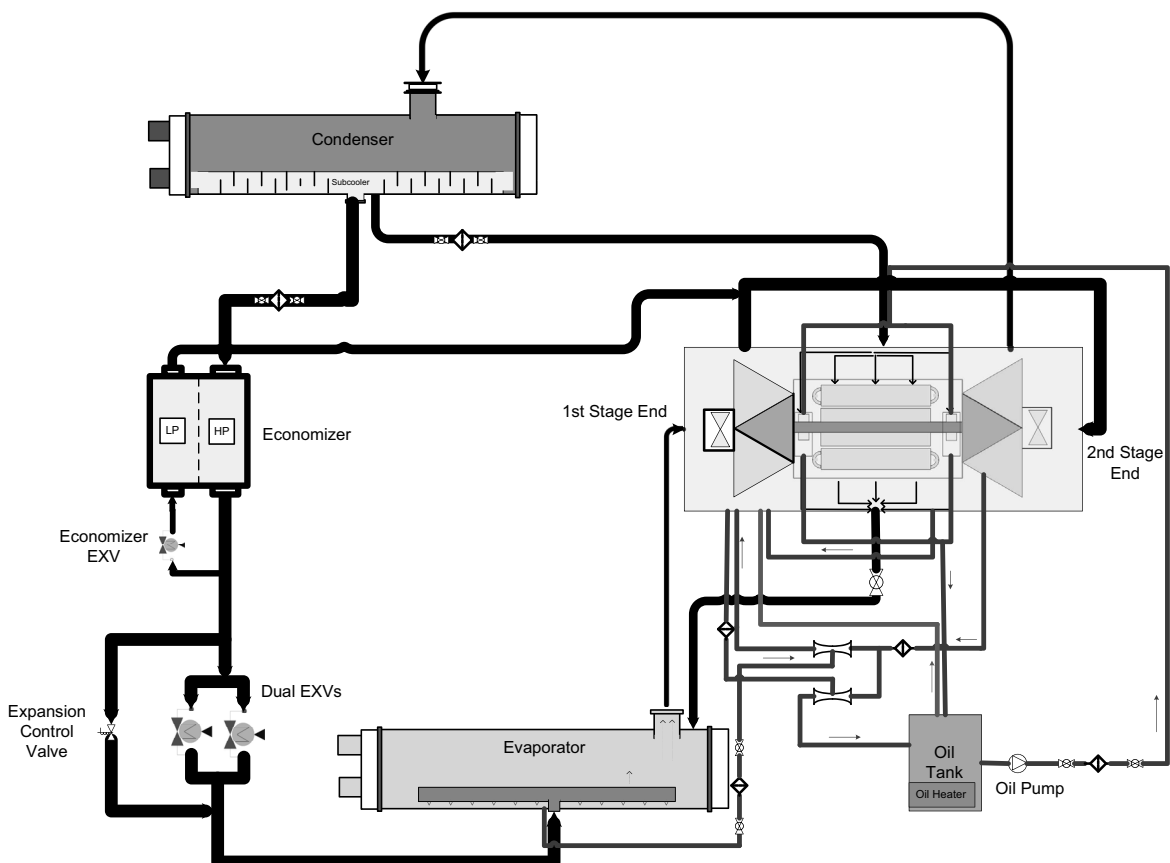 Condenser
Subcooler
1st Stage End
LP
HP
Economizer
2nd Stage
End
Economizer
EXV
Dual EXVs
Expansion
Control
Valve
Evaporator
Oil
Tank
Oil Heater
Oil Pump